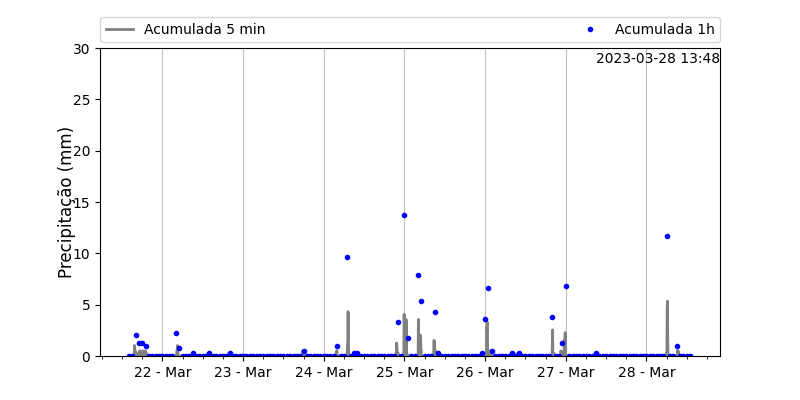 Acumulada 5 min
Acumulada 1h
2023-03-28 13:48
Precipitação (mm)
30
25
20
15
10
5
0
22 - Mar
23 - Mar
24 - Mar
25 - Mar
26 - Mar
27 - Mar
28 - Mar